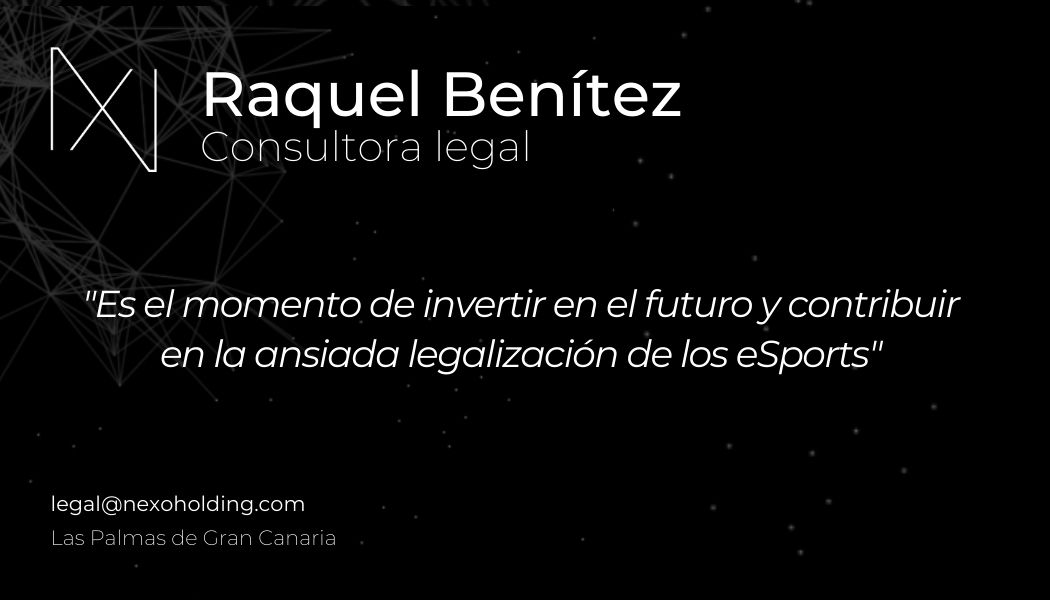 Raquel Benítez
Consultora legal
"Es el momento de invertir en el futuro y contribuir
en la ansiada legalización de los eSports"
legal@nexoholding.com
Las Palmas de Gran Canaria